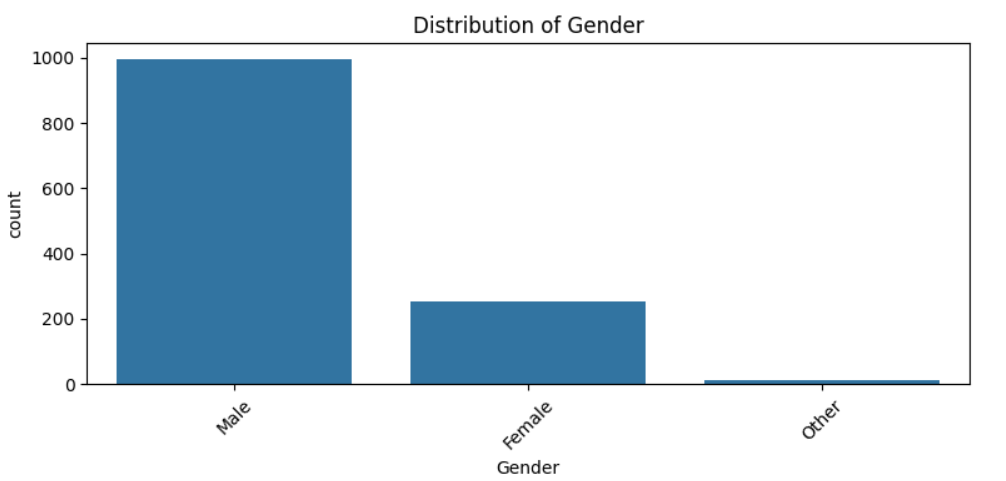 Distribution of Gender
1000
800
600
400
200
0
count
Male
Female
Other
Gender